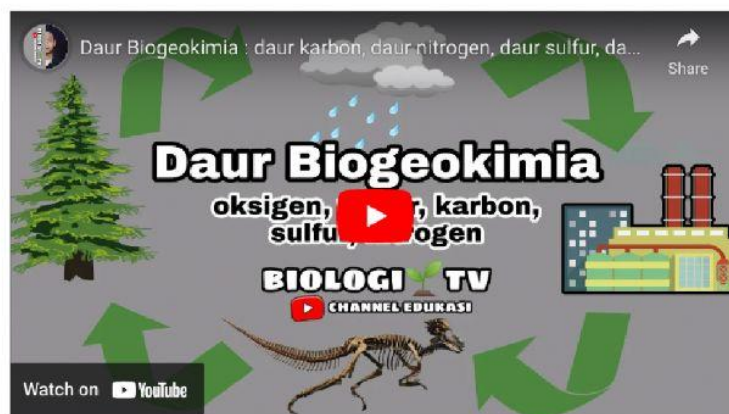 Daur Biogeokimia : daur karbon, daur nitrogen, daur sulfur, da...
Share
Daur Biogeokimia
oksigen, karbon,
sulfu
BIOLOGI TV
CHANNEL EDUKASI
Watch on YouTube